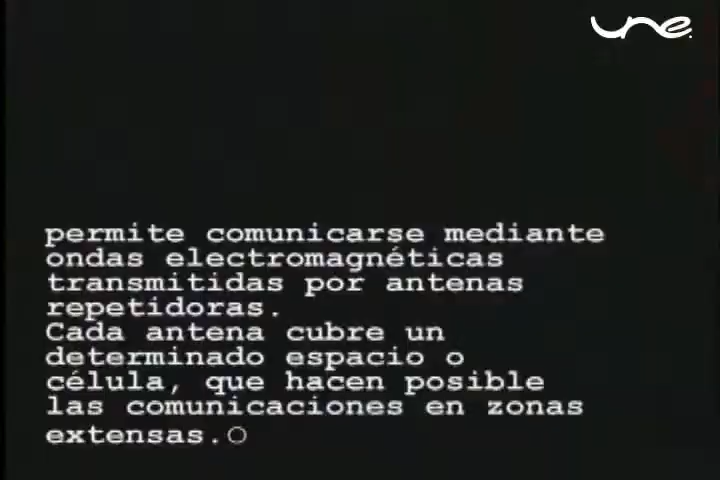 une
permite comunicarse mediante
ondas electromagnéticas
transmitidas por antenas
repetidoras.
Cada antena cubre un
determinado espacio o
célula, que hacen posible
las comunicaciones en zonas
extensas.